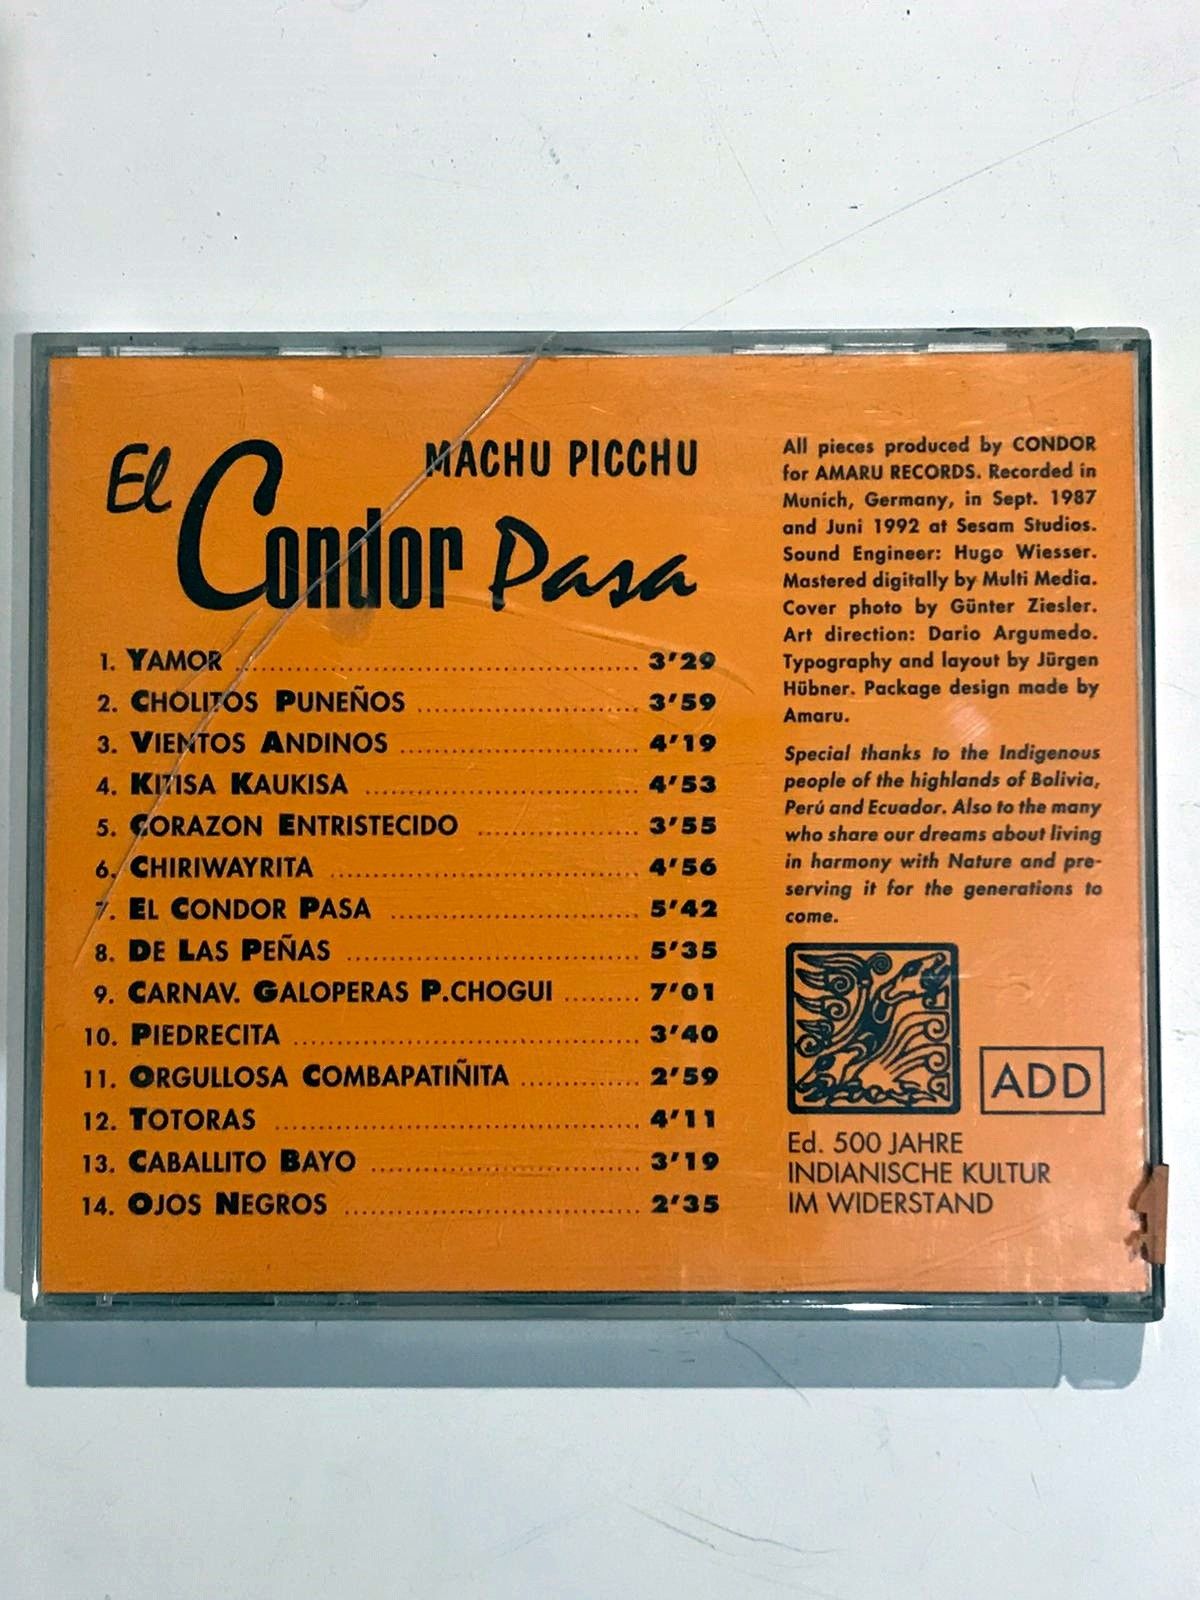 MACHU PICCHU
El Condor Pasa
1. YAMOR ........ 3'29
2. CHOLITOS PUNEÑOS ........ 3'59
3. VIENTOS ANDINOS ........ 4'19
4. KITISA KAUKISA ........ 4'53
5. CORAZON ENTRISTECIDO ........ 3'55
6. CHIRIWAYRITA ........ 4'56
7. EL CONDOR PASA ........ 5'42
8. DE LAS PEÑAS ........ 5'35
9. CARNAV. GALOPERAS P.CHOGUI ........ 7'01
10. PIEDRECITA ........ 3'40
11. ORGULLOSA COMBAPATIÑITA ........ 2'59
12. TOTORAS ........ 4'11
13. CABALLITO BAYO ........ 3'19
14. OJOS NEGROS ........ 2'35
All pieces produced by CONDOR
for AMARU RECORDS. Recorded in
Munich, Germany, in Sept. 1987
and Juni 1992 at Sesam Studios.
Sound Engineer: Hugo Wiesser.
Mastered digitally by Multi Media.
Cover photo by Günter Ziesler.
Art direction: Dario Argumedo.
Typography and layout by Jürgen
Hübner. Package design made by
Amaru.
Special thanks to the Indigenous
people of the highlands of Bolivia,
Perú and Ecuador. Also to the many
who share our dreams about living
in harmony with Nature and pre-
serving it for the generations to
come.
ADD
Ed. 500 JAHRE
INDIANISCHE KULTUR
IM WIDERSTAND